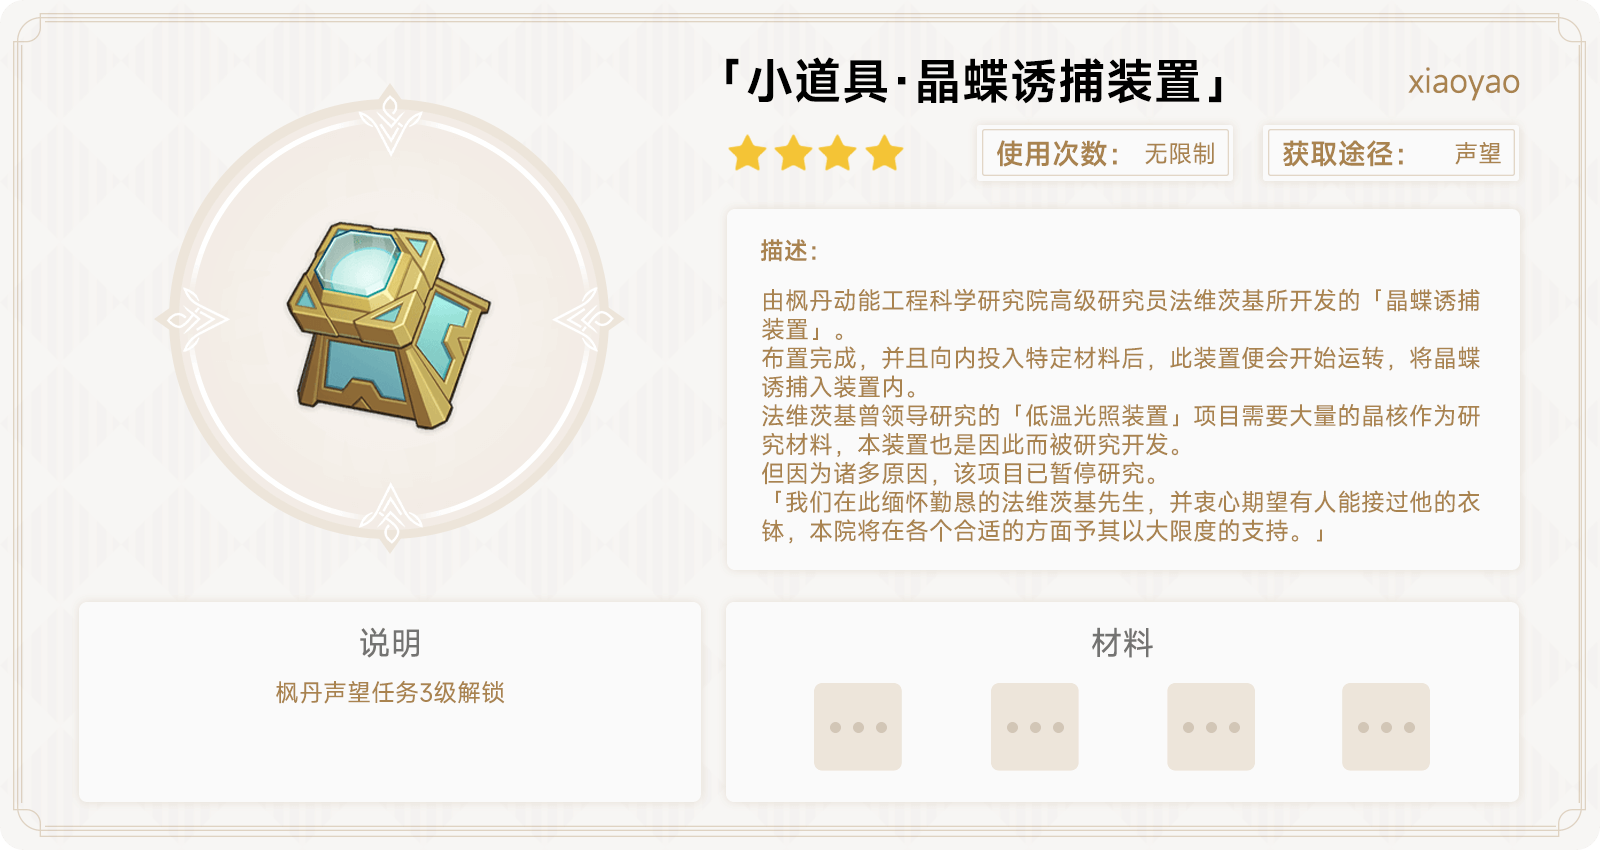 「小道具·晶蝶诱捕装置」
xiaoyao
使用次数： 无限制
获取途径： 声望
描述：
由枫丹动能工程科学研究院高级研究员法维茨基所开发的「晶蝶诱捕
装置」。
布置完成，并且向内投入特定材料后，此装置便会开始运转，将晶蝶
诱捕入装置内。
法维茨基曾领导研究的「低温光照装置」项目需要大量的晶核作为研
究材料，本装置也是因此而被研究开发。
但因为诸多原因，该项目已暂停研究。
「我们在此缅怀勤恳的法维茨基先生，并衷心期望有人能接过他的衣
钵，本院将在各个合适的方面予其以大限度的支持。」
说明
枫丹声望任务3级解锁
材料